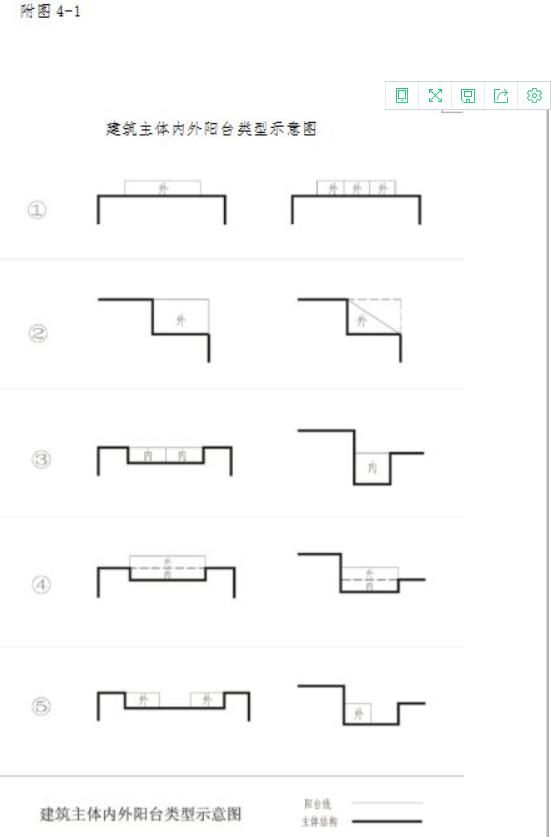 附图 4-1
建筑主体内外阳台类型示意图
① 外 外 外 外
② 外 外
③ 内 内 内
④ 外 内 外 内
⑤ 外 外 外
建筑主体内外阳台类型示意图
阳台线
主体结构